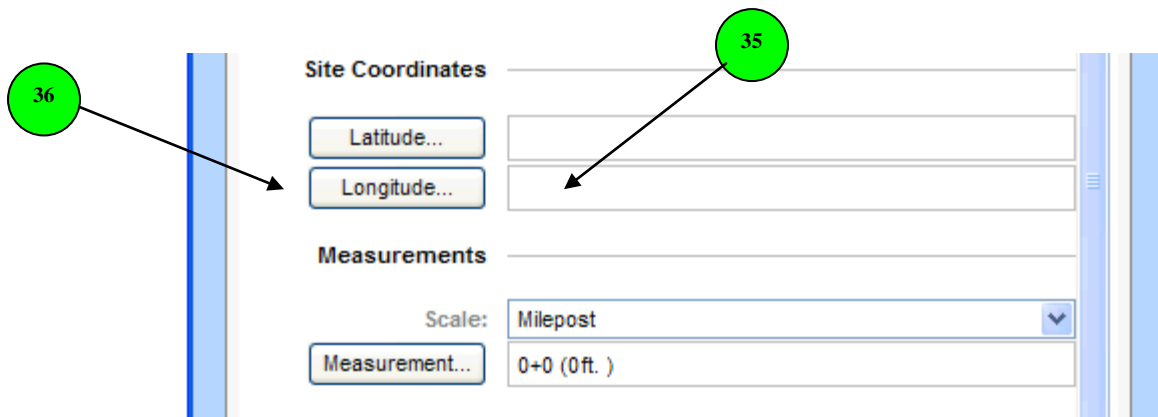 35
Site Coordinates
36
Latitude...
Longitude...
Measurements
Scale: Milepost
Measurement... 0+0 (0ft. )